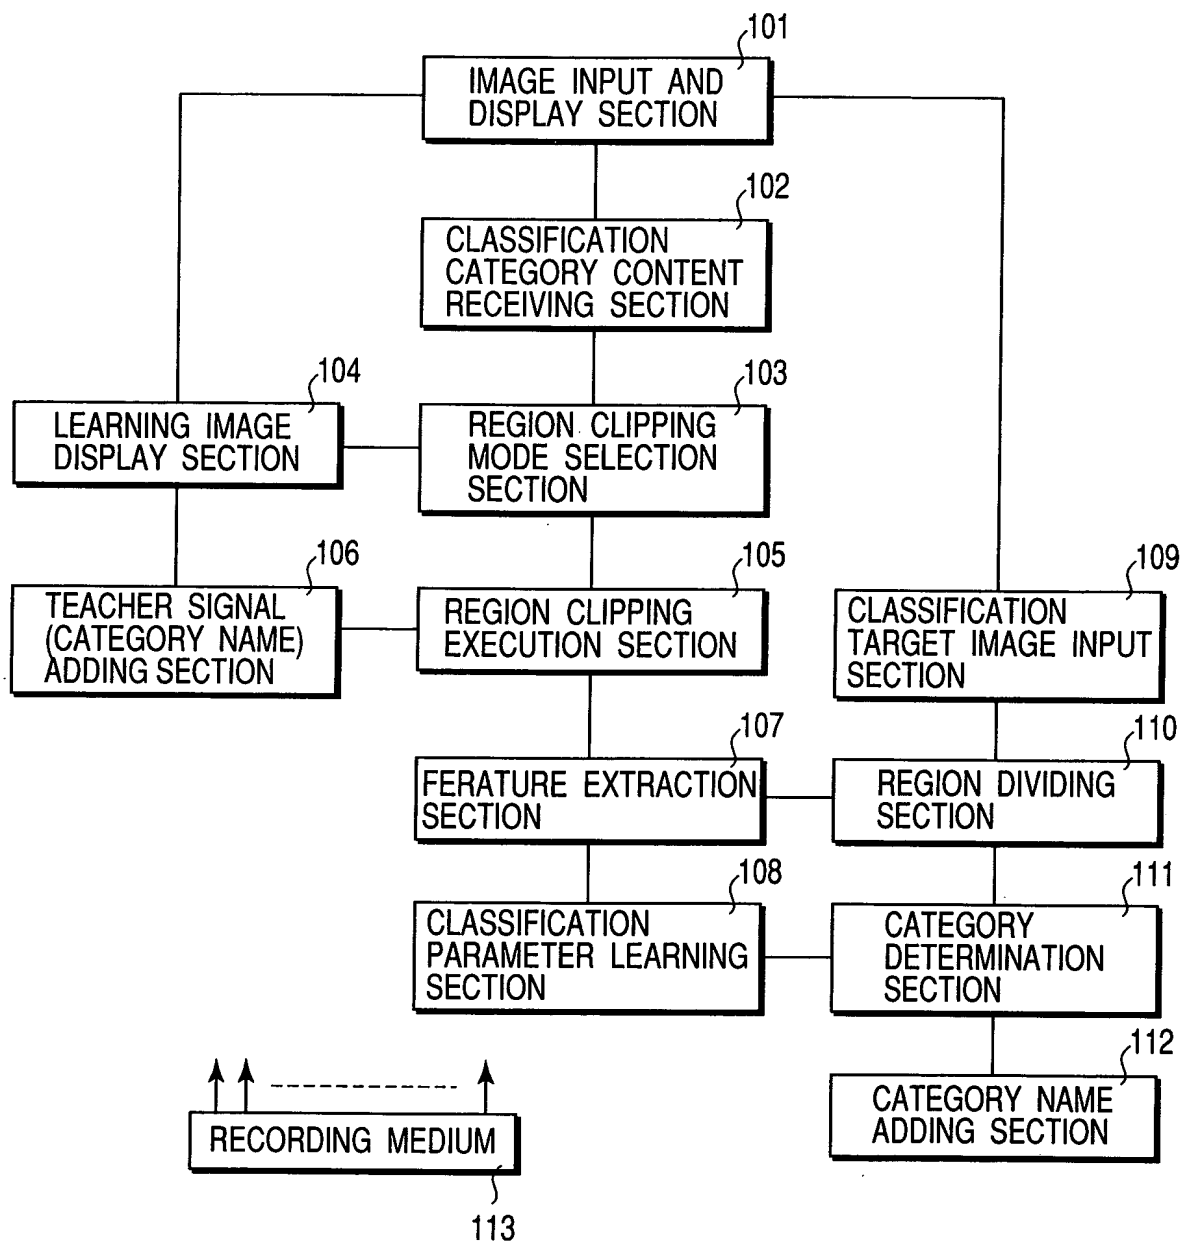 101
IMAGE INPUT AND
DISPLAY SECTION
102
CLASSIFICATION
CATEGORY CONTENT
RECEIVING SECTION
104
LEARNING IMAGE
DISPLAY SECTION
103
REGION CLIPPING
MODE SELECTION
SECTION
106
TEACHER SIGNAL
(CATEGORY NAME)
ADDING SECTION
105
REGION CLIPPING
EXECUTION SECTION
109
CLASSIFICATION
TARGET IMAGE INPUT
SECTION
107
FERATURE EXTRACTION
SECTION
110
REGION DIVIDING
SECTION
108
CLASSIFICATION
PARAMETER LEARNING
SECTION
111
CATEGORY
DETERMINATION
SECTION
112
CATEGORY NAME
ADDING SECTION
RECORDING MEDIUM
113